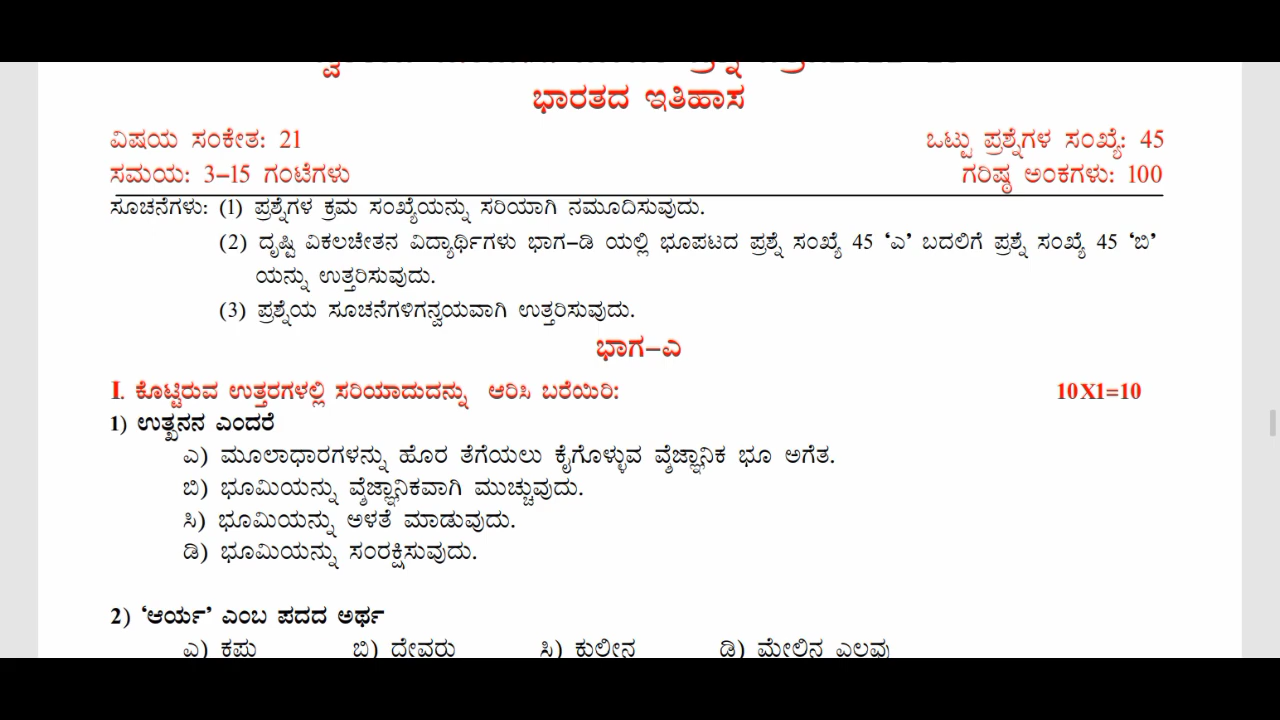 ಭಾರತದ ಇತಿಹಾಸ
ವಿಷಯ ಸಂಕೇತ: 21 ಒಟ್ಟು ಪ್ರಶ್ನೆಗಳ ಸಂಖ್ಯೆ: 45
ಸಮಯ: 3-15 ಗಂಟೆಗಳು ಗರಿಷ್ಠ ಅಂಕಗಳು: 100
ಸೂಚನೆಗಳು: (1) ಪ್ರಶ್ನೆಗಳ ಕ್ರಮ ಸಂಖ್ಯೆಯನ್ನು ಸರಿಯಾಗಿ ನಮೂದಿಸುವುದು.
(2) ದೃಷ್ಟಿ ವಿಕಲಚೇತನ ವಿದ್ಯಾರ್ಥಿಗಳು ಭಾಗ-ಡಿ ಯಲ್ಲಿ ಭೂಪಟದ ಪ್ರಶ್ನೆ ಸಂಖ್ಯೆ 45 ‘ಎ’ ಬದಲಿಗೆ ಪ್ರಶ್ನೆ ಸಂಖ್ಯೆ 45 ‘ಬಿ’
ಯನ್ನು ಉತ್ತರಿಸುವುದು.
(3) ಪ್ರಶ್ನೆಯ ಸೂಚನೆಗಳಿಗನ್ವಯವಾಗಿ ಉತ್ತರಿಸುವುದು.
ಭಾಗ-ಎ
I. ಕೊಟ್ಟಿರುವ ಉತ್ತರಗಳಲ್ಲಿ ಸರಿಯಾದುದನ್ನು ಆರಿಸಿ ಬರೆಯಿರಿ: 10X1=10
1) ಉತ್ಖನನ ಎಂದರೆ
ಎ) ಮೂಲಾಧಾರಗಳನ್ನು ಹೊರ ತೆಗೆಯಲು ಕೈಗೊಳ್ಳುವ ವೈಜ್ಞಾನಿಕ ಭೂ ಅಗೆತ.
ಬಿ) ಭೂಮಿಯನ್ನು ವೈಜ್ಞಾನಿಕವಾಗಿ ಮುಚ್ಚುವುದು.
ಸಿ) ಭೂಮಿಯನ್ನು ಅಳತೆ ಮಾಡುವುದು.
ಡಿ) ಭೂಮಿಯನ್ನು ಸಂರಕ್ಷಿಸುವುದು.
2) ‘ಆರ್ಯ’ ಎಂಬ ಪದದ ಅರ್ಥ
ಎ) ಕಪ್ಪು ಬಿ) ದೇವರು ಸಿ) ಕುಲೀನ ಡಿ) ಮೇಲಿನ ಎಲ್ಲವು